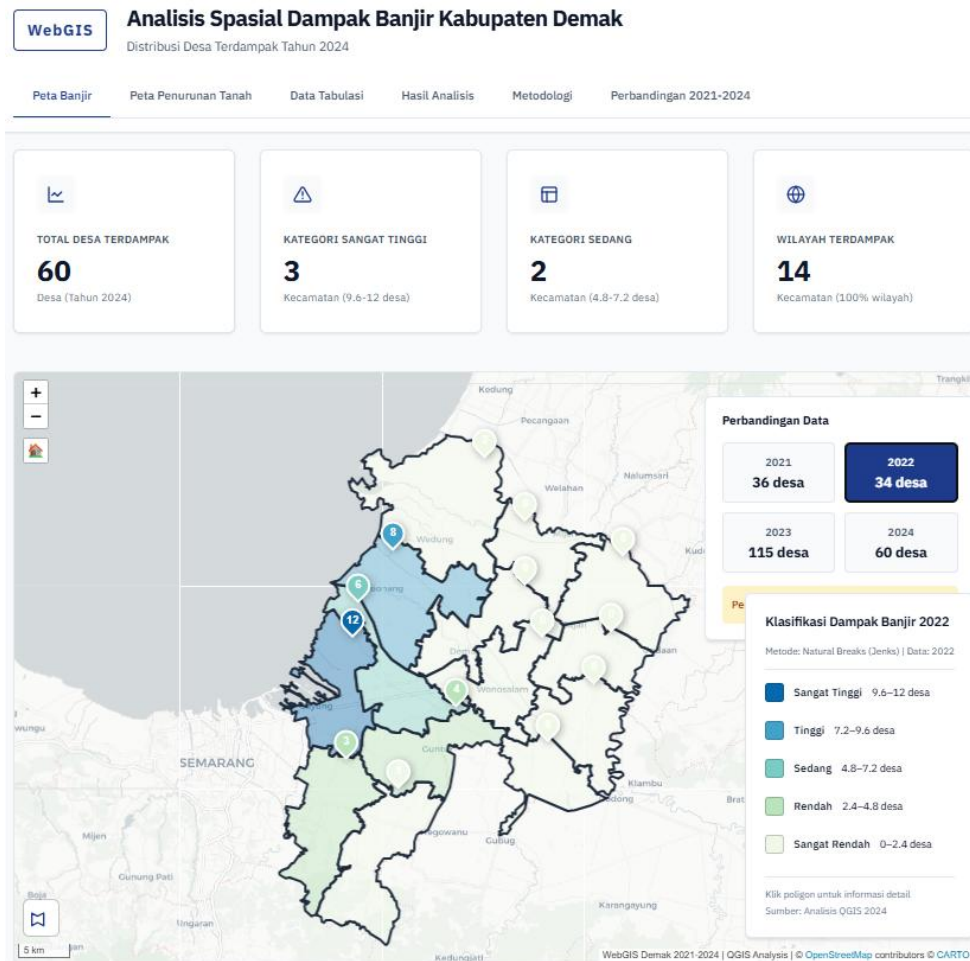 WebGIS
Analisis Spasial Dampak Banjir Kabupaten Demak
Distribusi Desa Terdampak Tahun 2024
Peta Banjir
Peta Penurunan Tanah
Data Tabulasi
Hasil Analisis
Metodologi
Perbandingan 2021-2024
TOTAL DESA TERDAMPAK
60
Desa (Tahun 2024)
KATEGORI SANGAT TINGGI
3
Kecamatan (9.6-12 desa)
KATEGORI SEDANG
2
Kecamatan (4.8-7.2 desa)
WILAYAH TERDAMPAK
14
Kecamatan (100% wilayah)
+
−
Kedung
Pecangaan
Nalumsari
Welahan
Wedung
8
6
12
4
3
Wonosalam
SEMARANG
Klambu
Gubug
Mijen
Gunung Pati
Boja
Ungaran
Karangayung
Kedungjati
5 km
Perbandingan Data
2021
36 desa
2022
34 desa
2023
115 desa
2024
60 desa
Pe
Klasifikasi Dampak Banjir 2022
Metode: Natural Breaks (Jenks) | Data: 2022
Sangat Tinggi 9.6–12 desa
Tinggi 7.2–9.6 desa
Sedang 4.8–7.2 desa
Rendah 2.4–4.8 desa
Sangat Rendah 0–2.4 desa
Klik poligon untuk informasi detail
Sumber: Analisis QGIS 2024
WebGIS Demak 2021-2024 | QGIS Analysis | © OpenStreetMap contributors © CARTO